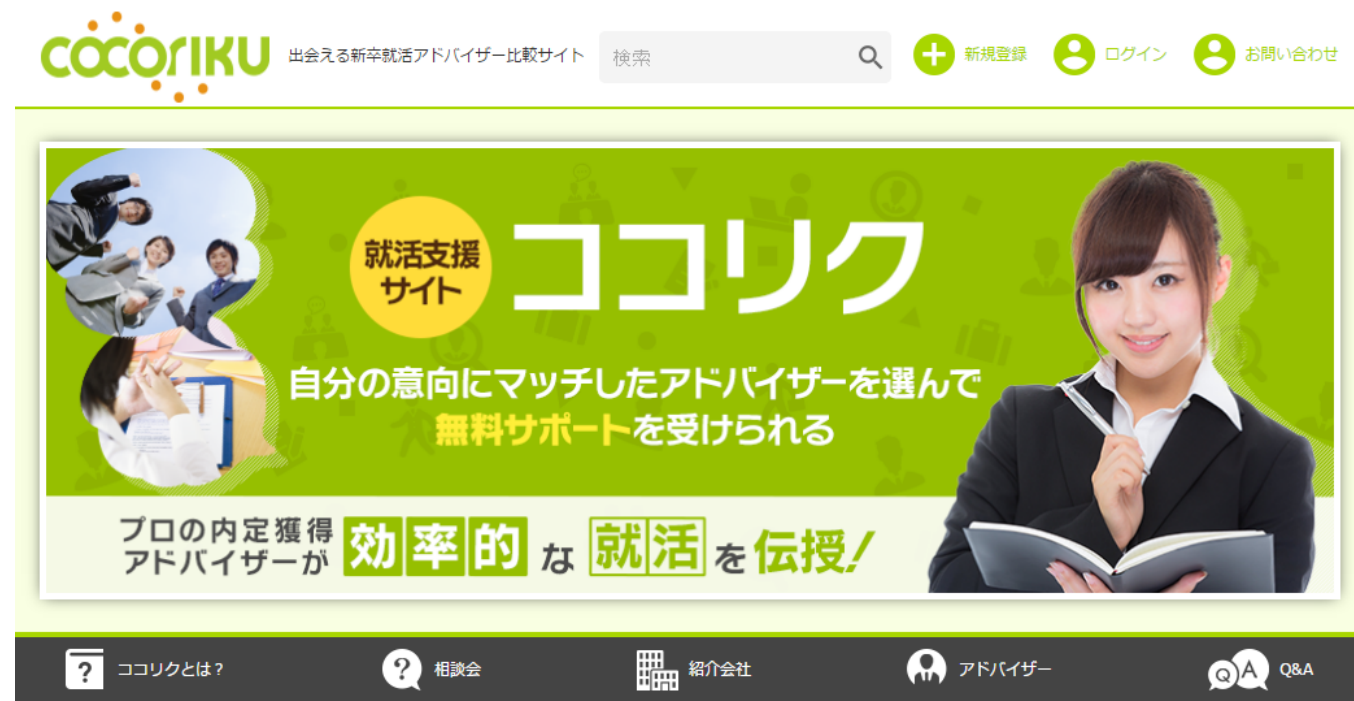 cocoriku
出会える新卒就活アドバイザー比較サイト
検索
新規登録
ログイン
お問い合わせ
就活支援
サイト
ココリク
自分の意向にマッチしたアドバイザーを選んで
無料サポートを受けられる
プロの内定獲得
アドバイザーが
効率的な就活を伝授!
? ココリクとは?
? 相談会
紹介会社
アドバイザー
QA Q&A